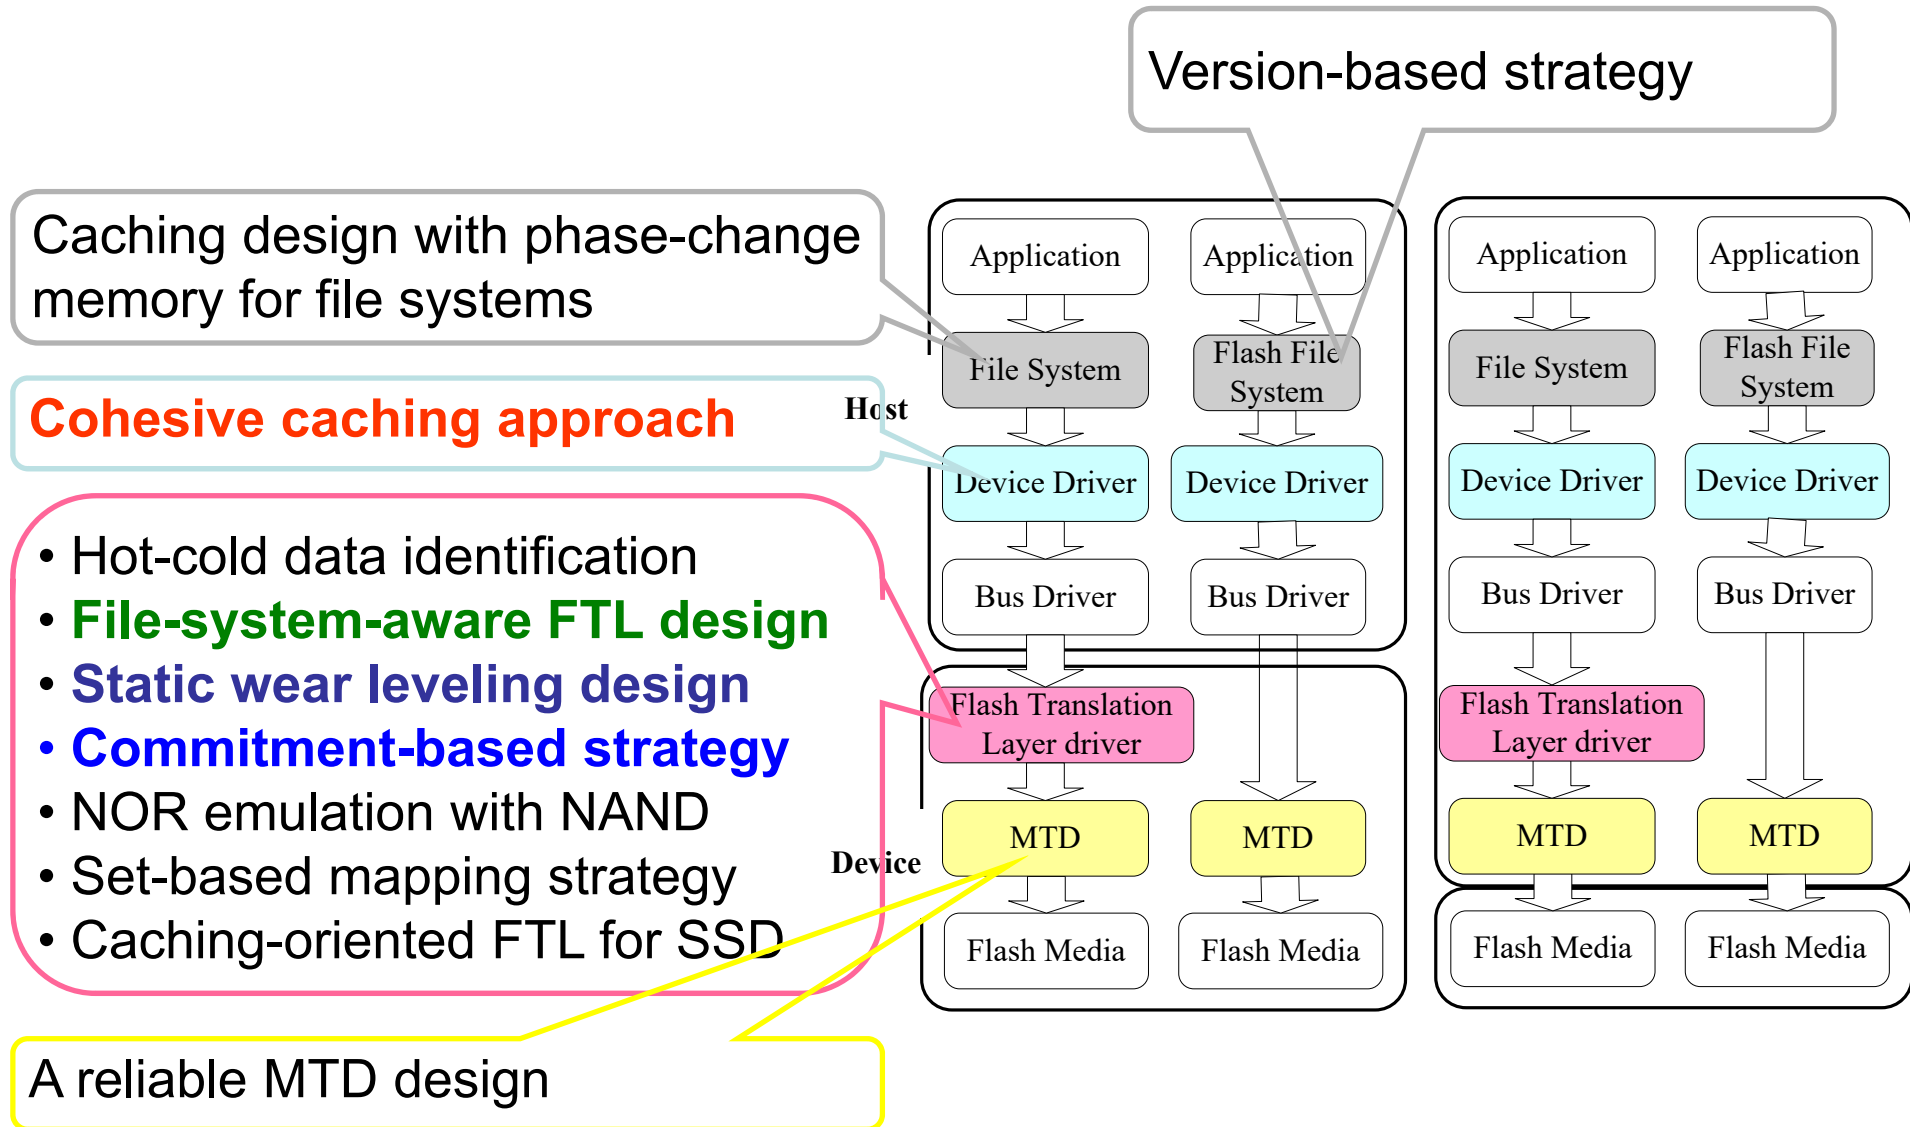 Version-based strategy
Caching design with phase-change
memory for file systems
Cohesive caching approach
• Hot-cold data identification
• File-system-aware FTL design
• Static wear leveling design
• Commitment-based strategy
• NOR emulation with NAND
• Set-based mapping strategy
• Caching-oriented FTL for SSD
A reliable MTD design
Host
Device
Application
File System
Device Driver
Bus Driver
Flash Translation
Layer driver
MTD
Flash Media
Application
Flash File
System
Device Driver
Bus Driver
MTD
Flash Media
Application
File System
Device Driver
Bus Driver
Flash Translation
Layer driver
MTD
Flash Media
Application
Flash File
System
Device Driver
Bus Driver
MTD
Flash Media